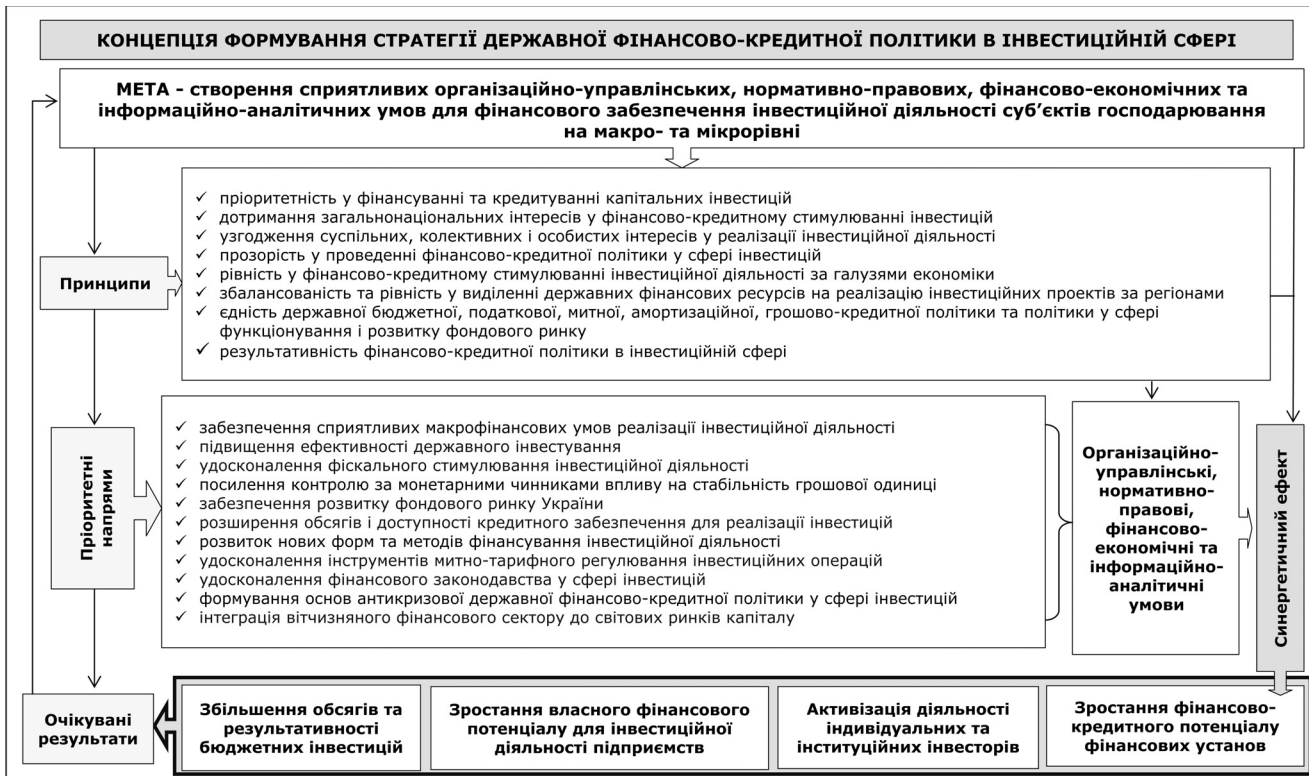 КОНЦЕПЦІЯ ФОРМУВАННЯ СТРАТЕГІЇ ДЕРЖАВНОЇ ФІНАНСОВО-КРЕДИТНОЇ ПОЛІТИКИ В ІНВЕСТИЦІЙНІЙ СФЕРІ
МЕТА - створення сприятливих організаційно-управлінських, нормативно-правових, фінансово-економічних та
інформаційно-аналітичних умов для фінансового забезпечення інвестиційної діяльності суб’єктів господарювання
на макро- та мікрорівні
Принципи
✓ пріоритетність у фінансуванні та кредитуванні капітальних інвестицій
✓ дотримання загальнонаціональних інтересів у фінансово-кредитному стимулюванні інвестицій
✓ узгодження суспільних, колективних і особистих інтересів у реалізації інвестиційної діяльності
✓ прозорість у проведенні фінансово-кредитної політики у сфері інвестицій
✓ рівність у фінансово-кредитному стимулюванні інвестиційної діяльності за галузями економіки
✓ збалансованість та рівність у виділенні державних фінансових ресурсів на реалізацію інвестиційних проектів за регіонами
✓ єдність державної бюджетної, податкової, митної, амортизаційної, грошово-кредитної політики та політики у сфері
функціонування і розвитку фондового ринку
✓ результативність фінансово-кредитної політики в інвестиційній сфері
Пріоритетні
напрями
✓ забезпечення сприятливих макрофінансових умов реалізації інвестиційної діяльності
✓ підвищення ефективності державного інвестування
✓ удосконалення фіскального стимулювання інвестиційної діяльності
✓ посилення контролю за монетарними чинниками впливу на стабільність грошової одиниці
✓ забезпечення розвитку фондового ринку України
✓ розширення обсягів і доступності кредитного забезпечення для реалізації інвестицій
✓ розвиток нових форм та методів фінансування інвестиційної діяльності
✓ удосконалення інструментів митно-тарифного регулювання інвестиційних операцій
✓ удосконалення фінансового законодавства у сфері інвестицій
✓ формування основ антикризової державної фінансово-кредитної політики у сфері інвестицій
✓ інтеграція вітчизняного фінансового сектору до світових ринків капіталу
Організаційно-
управлінські,
нормативно-
правові,
фінансово-
економічні та
інформаційно-
аналітичні
умови
Синергетичний ефект
Очікувані
результати
Збільшення обсягів та
результативності
бюджетних інвестицій
Зростання власного фінансового
потенціалу для інвестиційної
діяльності підприємств
Активізація діяльності
індивідуальних та
інституційних інвесторів
Зростання фінансово-
кредитного потенціалу
фінансових установ